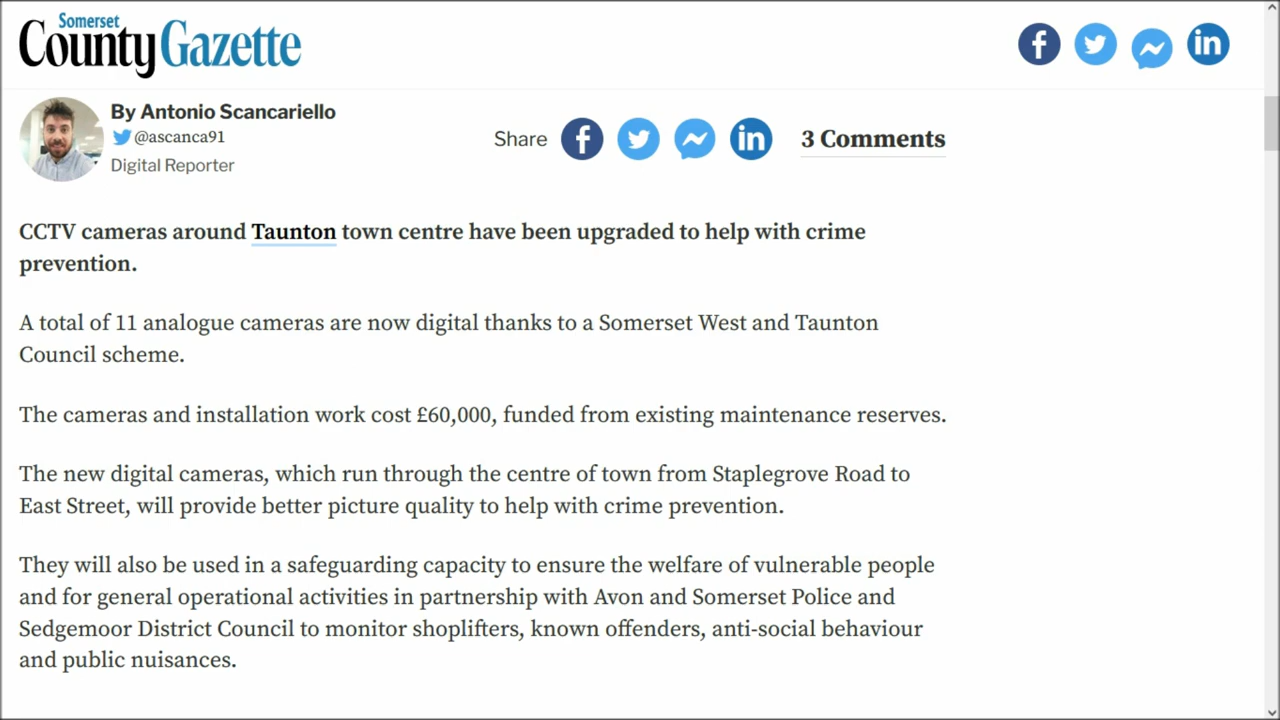 Somerset
County Gazette
By Antonio Scancariello
@ascanca91
Digital Reporter
Share
3 Comments
CCTV cameras around Taunton town centre have been upgraded to help with crime
prevention.
A total of 11 analogue cameras are now digital thanks to a Somerset West and Taunton
Council scheme.
The cameras and installation work cost £60,000, funded from existing maintenance reserves.
The new digital cameras, which run through the centre of town from Staplegrove Road to
East Street, will provide better picture quality to help with crime prevention.
They will also be used in a safeguarding capacity to ensure the welfare of vulnerable people
and for general operational activities in partnership with Avon and Somerset Police and
Sedgemoor District Council to monitor shoplifters, known offenders, anti-social behaviour
and public nuisances.